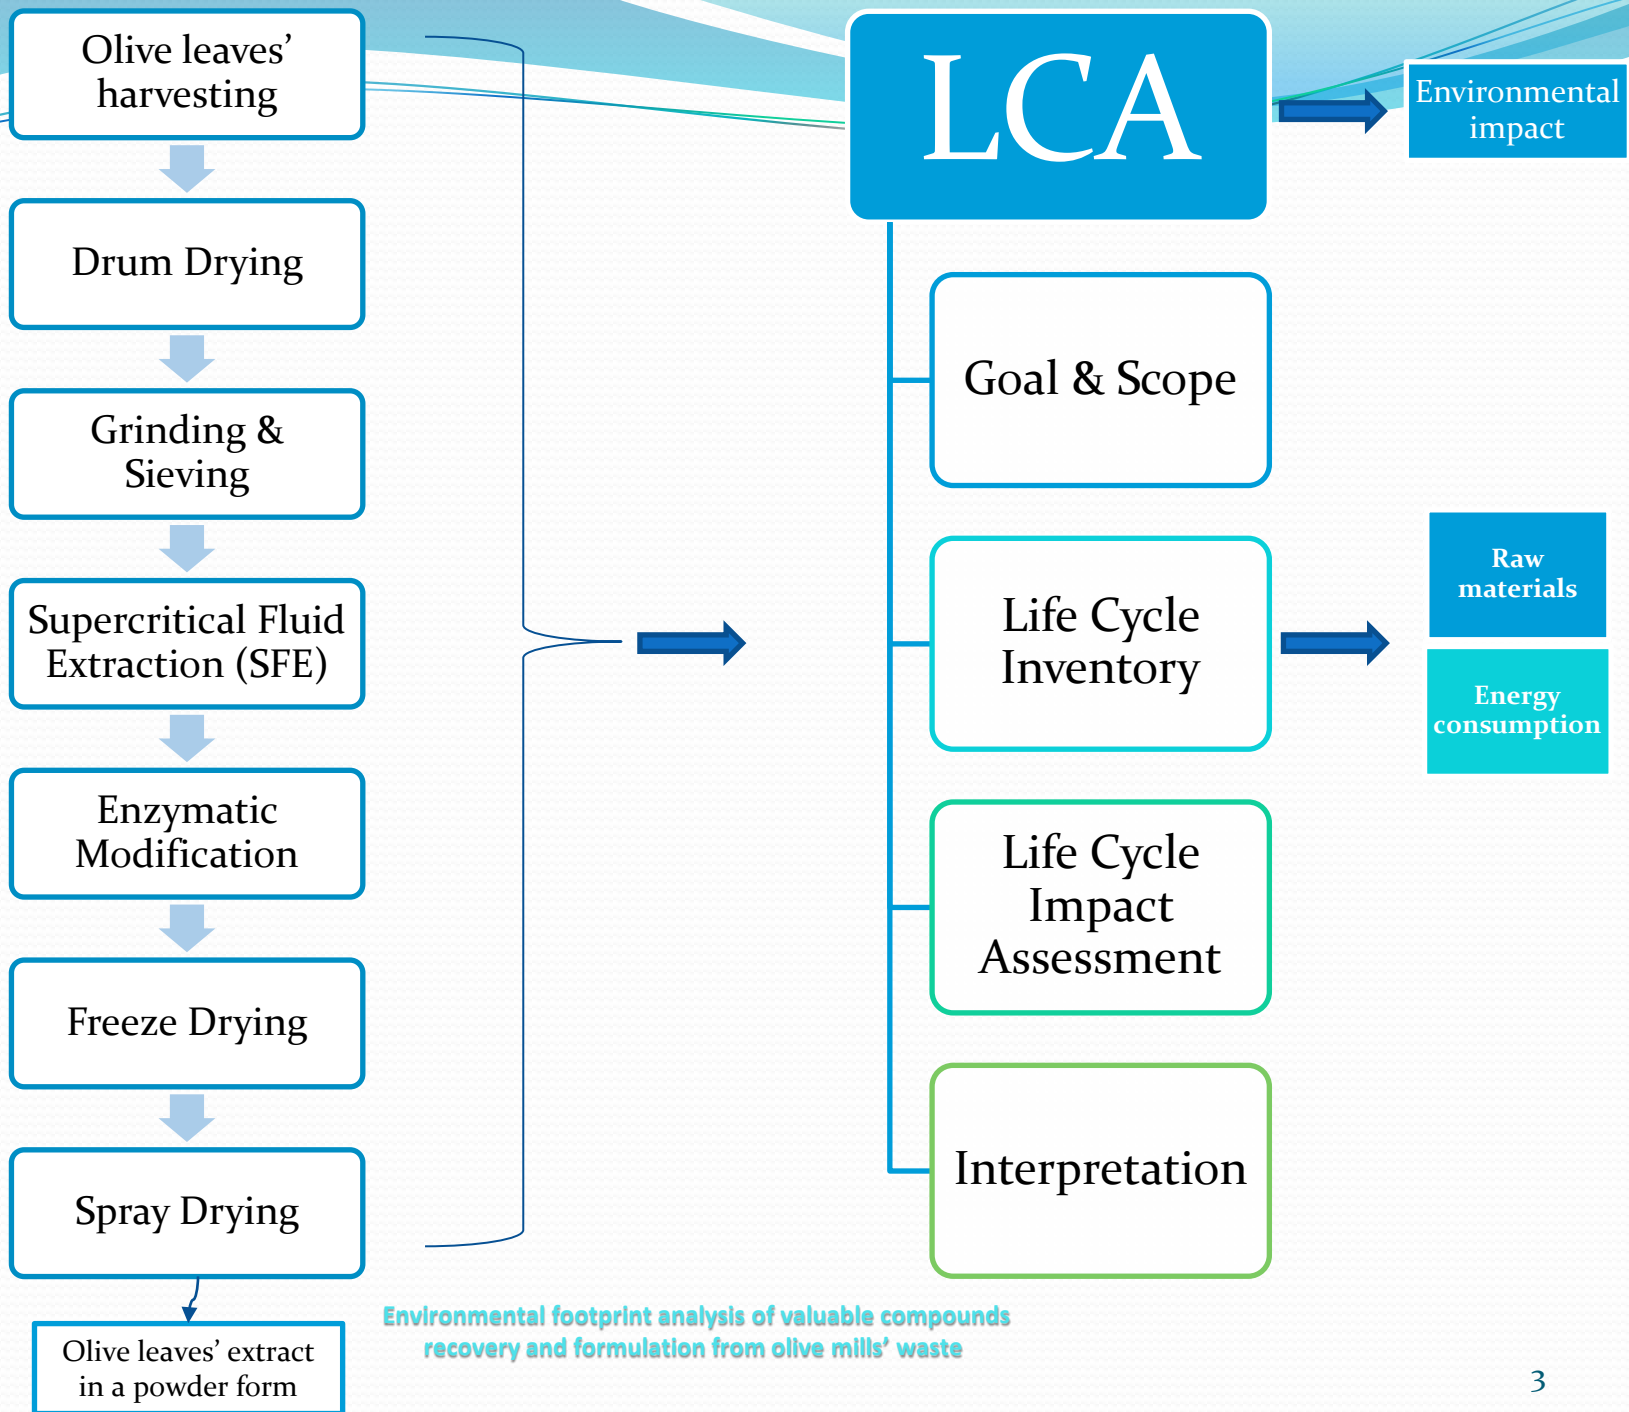 Olive leaves’
harvesting
Drum Drying
Grinding &
Sieving
Supercritical Fluid
Extraction (SFE)
Enzymatic
Modification
Freeze Drying
Spray Drying
Olive leaves’ extract
in a powder form
LCA
Environmental
impact
Goal & Scope
Life Cycle
Inventory
Raw
materials
Energy
consumption
Life Cycle
Impact
Assessment
Interpretation
Environmental footprint analysis of valuable compounds
recovery and formulation from olive mills’ waste
3